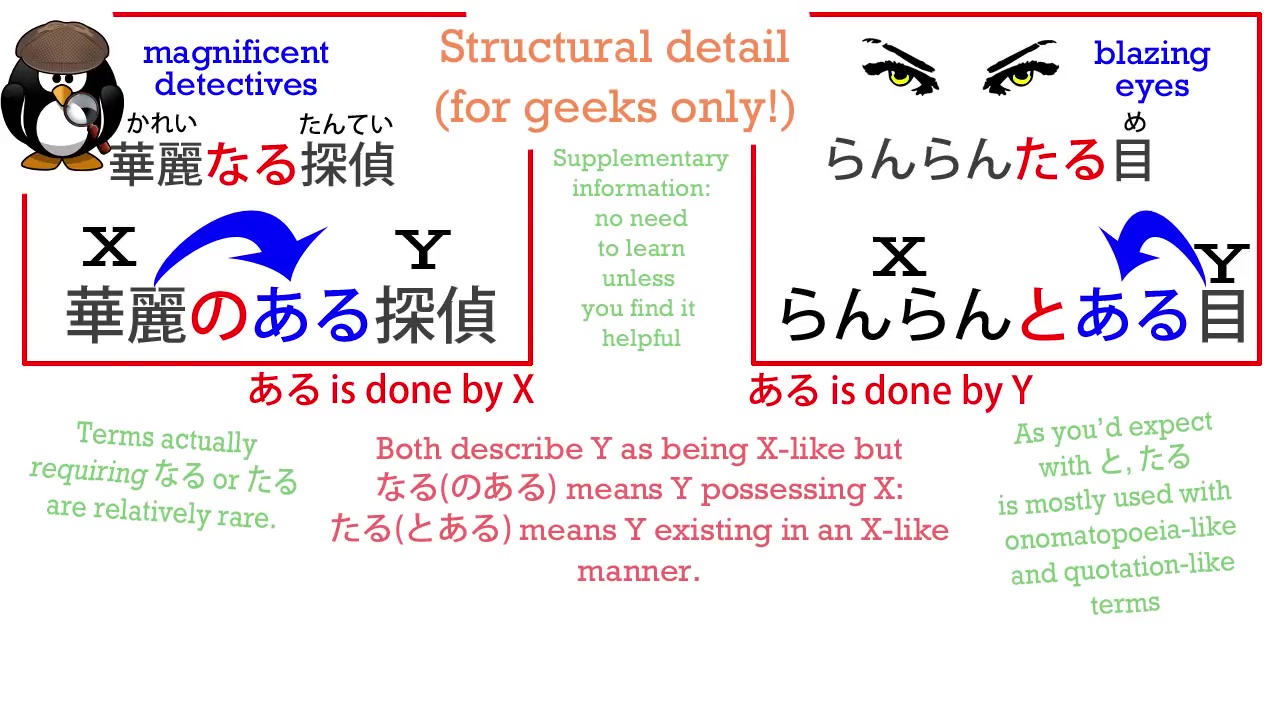 Structural detail
(for geeks only!)
magnificent
detectives
かれい たんてい
華麗なる探偵
X Y
華麗のある探偵
ある is done by X
Supplementary
information:
no need
to learn
unless
you find it
helpful
blazing
eyes
め
らんらんたる目
X Y
らんらんとある目
ある is done by Y
Terms actually
requiring なる or たる
are relatively rare.
Both describe Y as being X-like but
なる(のある) means Y possessing X:
たる(とある) means Y existing in an X-like
manner.
As you'd expect
with と, たる
is mostly used with
onomatopoeia-like
and quotation-like
terms